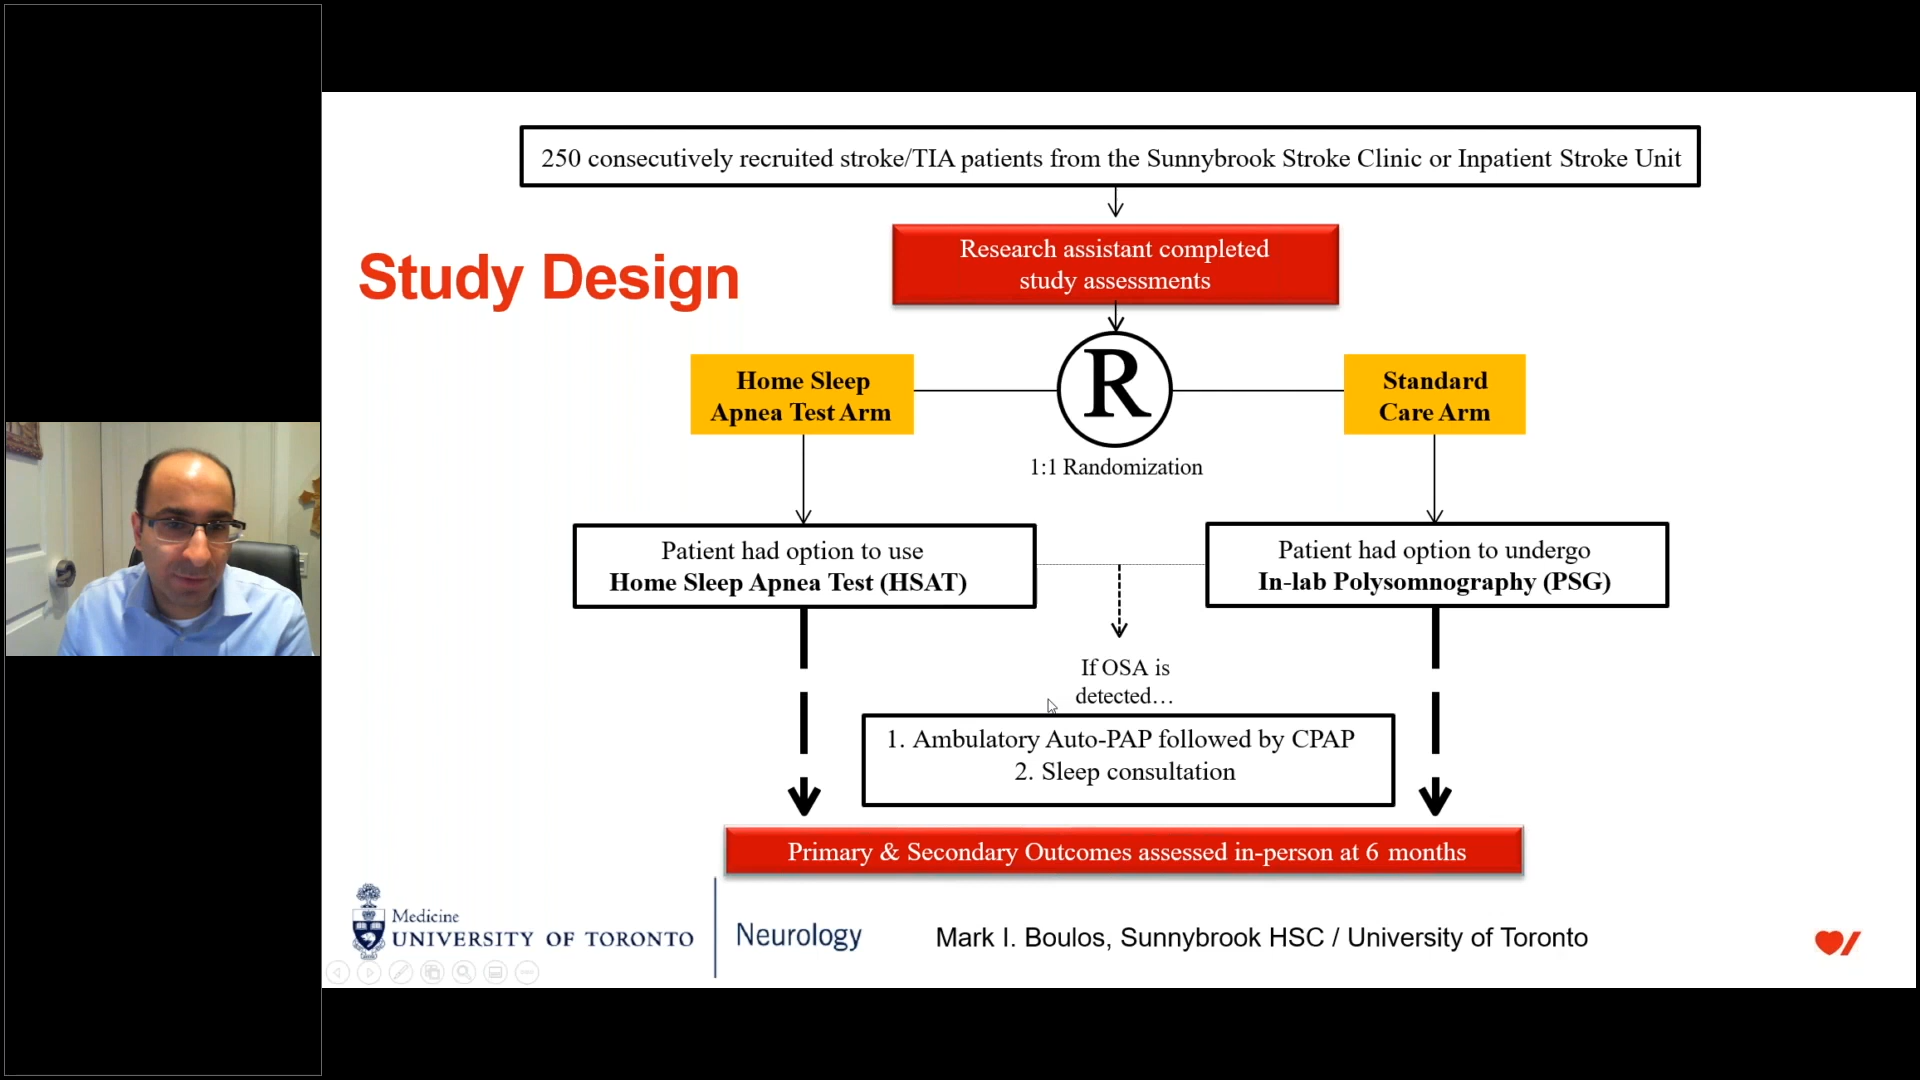 250 consecutively recruited stroke/TIA patients from the Sunnybrook Stroke Clinic or Inpatient Stroke Unit
Research assistant completed
study assessments
Study Design
Home Sleep
Apnea Test Arm
R
Standard
Care Arm
1:1 Randomization
Patient had option to use
Home Sleep Apnea Test (HSAT)
Patient had option to undergo
In-lab Polysomnography (PSG)
If OSA is
detected…
1. Ambulatory Auto-PAP followed by CPAP
2. Sleep consultation
Primary & Secondary Outcomes assessed in-person at 6 months
Medicine
UNIVERSITY OF TORONTO
Neurology
Mark I. Boulos, Sunnybrook HSC / University of Toronto